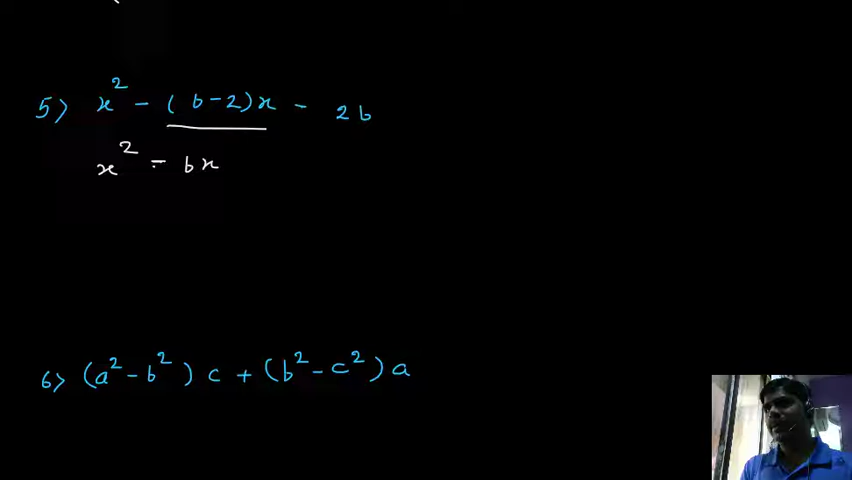 5) x² - (b-2)x - 2b
x² - bx
6) (a² - b²) c + (b² - c²) a